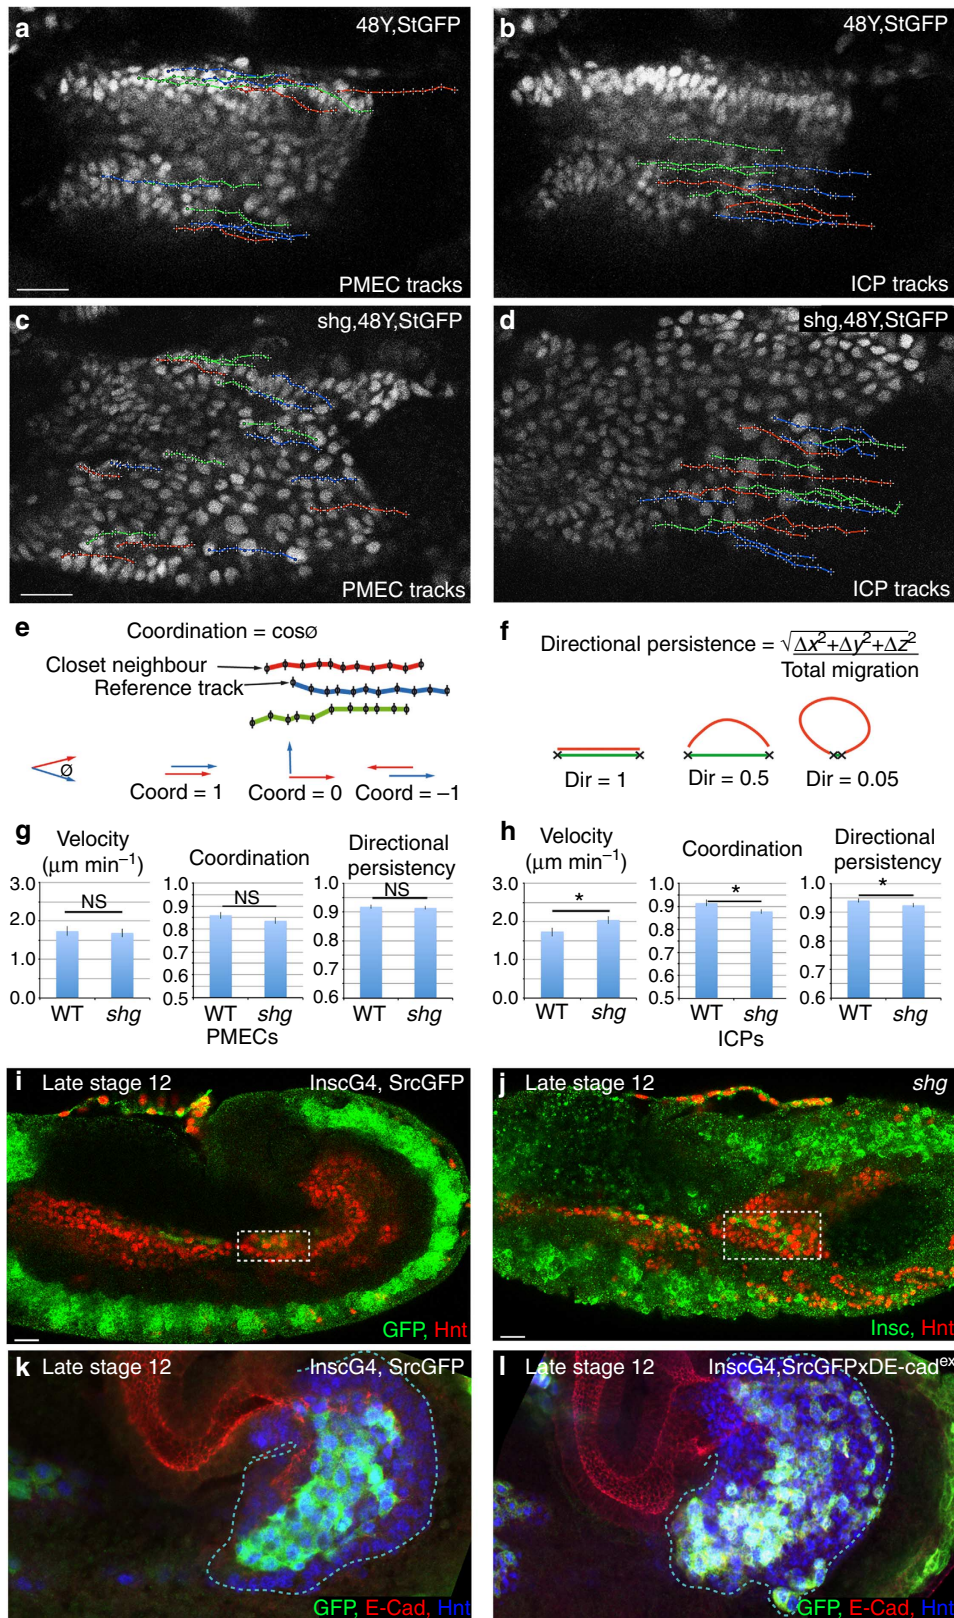 a 48Y,StGFP
PMEC tracks
b 48Y,StGFP
ICP tracks
c shg,48Y,StGFP
PMEC tracks
d shg,48Y,StGFP
ICP tracks
e
Coordination = cosø
Closet neighbour
Reference track
Ø
Coord = 1
Coord = 0
Coord = –1
f
Directional persistence = √Δx²+Δy²+Δz²
Total migration
Dir = 1
Dir = 0.5
Dir = 0.05
g
Velocity
(μm min⁻¹)
3.0
2.0
1.0
0.0
NS
WT shg
Coordination
1.0
0.9
0.8
0.7
0.6
0.5
NS
WT shg
Directional
persistency
1.0
0.9
0.8
0.7
0.6
NS
WT shg
PMECs
h
Velocity
(μm min⁻¹)
3.0
2.0
1.0
0.0
*
WT shg
Coordination
1.0
0.9
0.8
0.7
0.6
0.5
*
WT shg
Directional
persistency
1.0
0.9
0.8
0.7
0.6
*
WT shg
ICPs
i Late stage 12 InscG4, SrcGFP
GFP, Hnt
j Late stage 12 shg
Insc, Hnt
k Late stage 12 InscG4, SrcGFP
GFP, E-Cad, Hnt
l Late stage 12 InscG4,SrcGFPxDE-cad^ex
GFP, E-Cad, Hnt